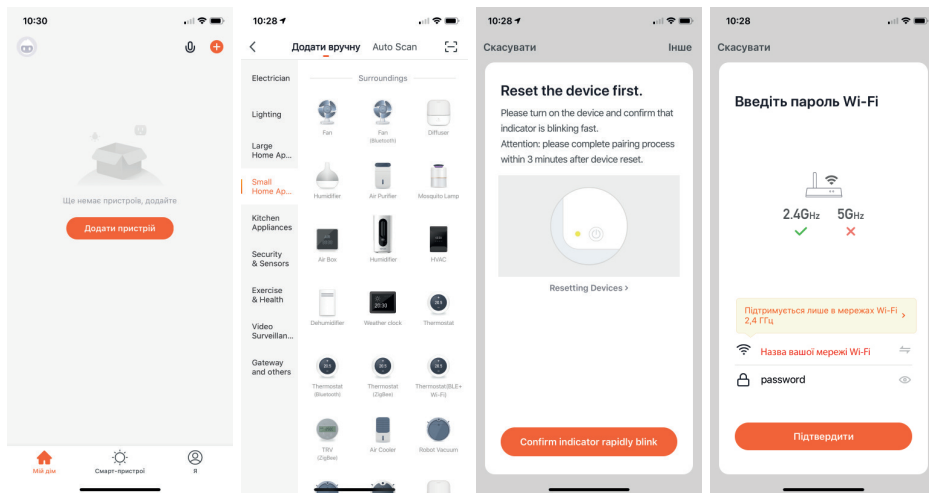 10:30
Ще немає пристроїв, додайте
Додати пристрій
Мій дім
Смарт-пристрої
Я
10:28
Додати вручну
Auto Scan
Electrician
Lighting
Large
Home Ap...
Small
Home Ap...
Kitchen
Appliances
Security
& Sensors
Exercise
& Health
Video
Surveillan...
Gateway
and others
Surroundings
Fan
Fan
(Bluetooth)
Diffuser
Humidifier
Air Purifier
Mosquito Lamp
Air Box
Humidifier
HVAC
Dehumidifier
20:30
Weather clock
Thermostat
Thermostat
(Bluetooth)
Thermostat
(ZigBee)
Thermostat(BLE+
Wi-Fi)
TRV
(ZigBee)
Air Cooler
Robot Vacuum
10:28
Скасувати
Інше
Reset the device first.
Please turn on the device and confirm that
indicator is blinking fast.
Attention: please complete pairing process
within 3 minutes after device reset.
Resetting Devices >
Confirm indicator rapidly blink
10:28
Скасувати
Введіть пароль Wi-Fi
2.4GHz 5GHz
Підтримується лише в мережах Wi-Fi
2,4 ГГц
Назва вашої мережі Wi-Fi
password
Підтвердити